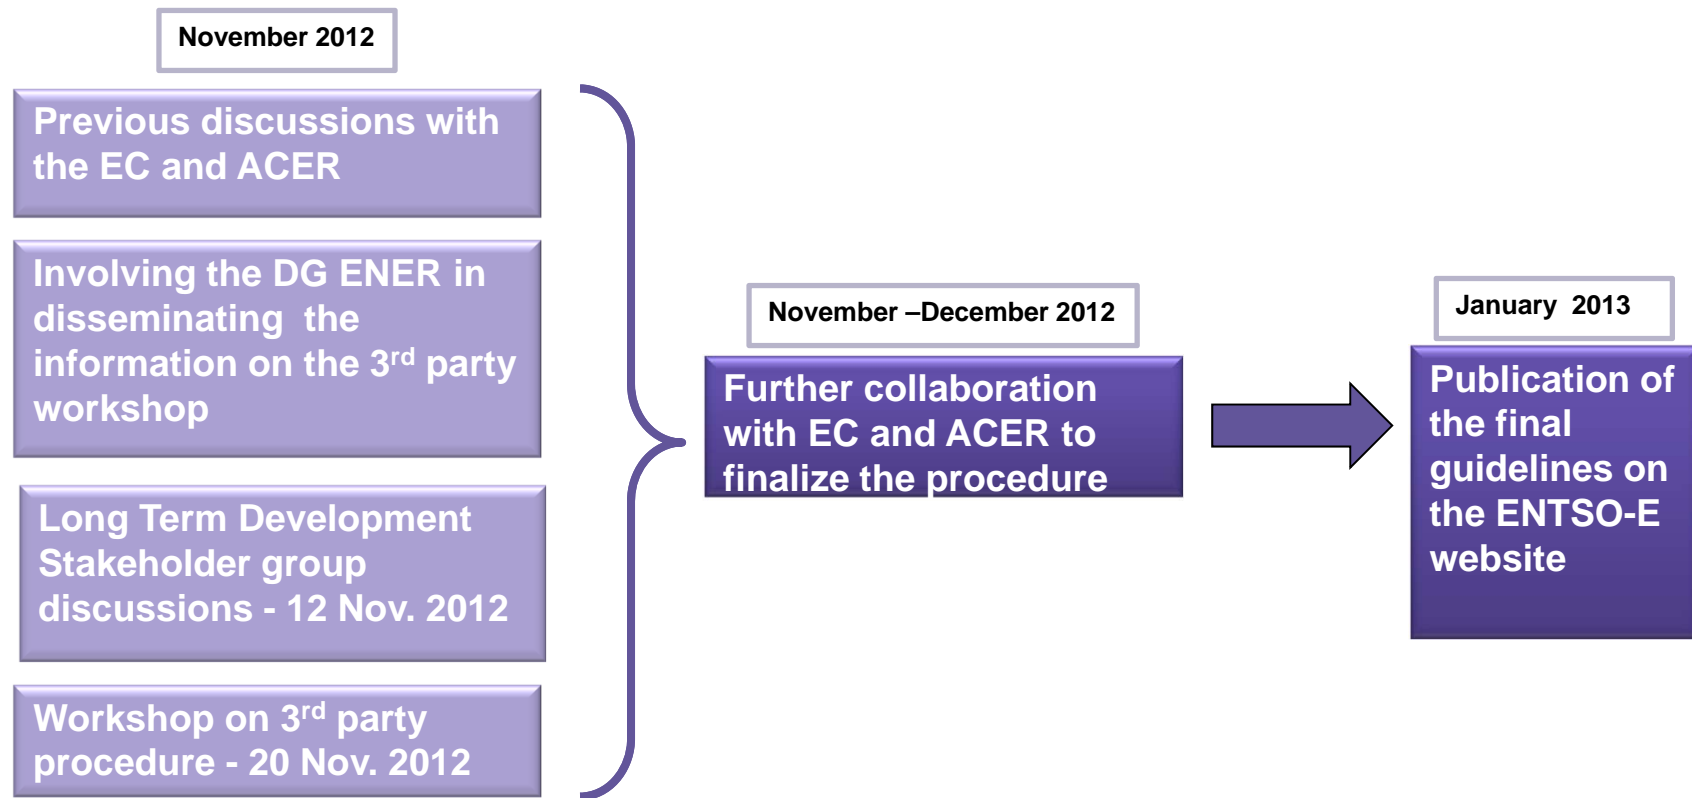 November 2012
Previous discussions with
the EC and ACER
Involving the DG ENER in
disseminating  the
information on the 3rd party
workshop
Long Term Development
Stakeholder group
discussions - 12 Nov. 2012
Workshop on 3rd party
procedure - 20 Nov. 2012
November –December 2012
Further collaboration
with EC and ACER to
finalize the procedure
January  2013
Publication of
the final
guidelines on
the ENTSO-E
website